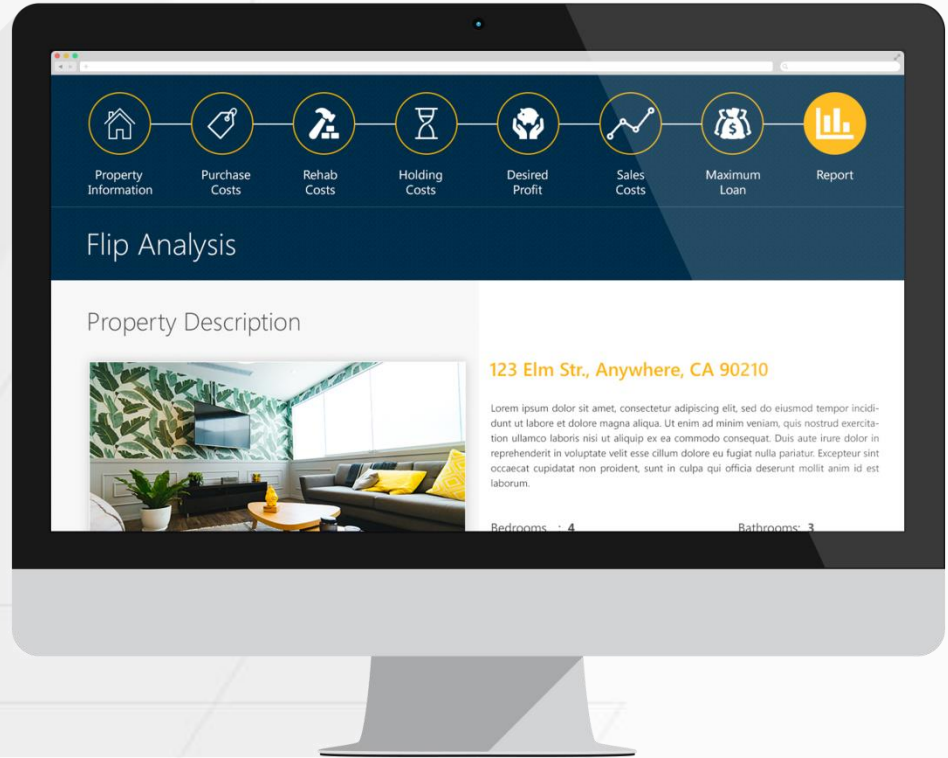 Property
Information
Purchase
Costs
Rehab
Costs
Holding
Costs
Desired
Profit
Sales
Costs
Maximum
Loan
Report
Flip Analysis
Property Description
123 Elm Str., Anywhere, CA 90210
Lorem ipsum dolor sit amet, consectetur adipiscing elit, sed do eiusmod tempor incidi-
dunt ut labore et dolore magna aliqua. Ut enim ad minim veniam, quis nostrud exercita-
tion ullamco laboris nisi ut aliquip ex ea commodo consequat. Duis aute irure dolor in
reprehenderit in voluptate velit esse cillum dolore eu fugiat nulla pariatur. Excepteur sint
occaecat cupidatat non proident, sunt in culpa qui officia deserunt mollit anim id est
laborum.
Bedrooms : 4
Bathrooms: 3